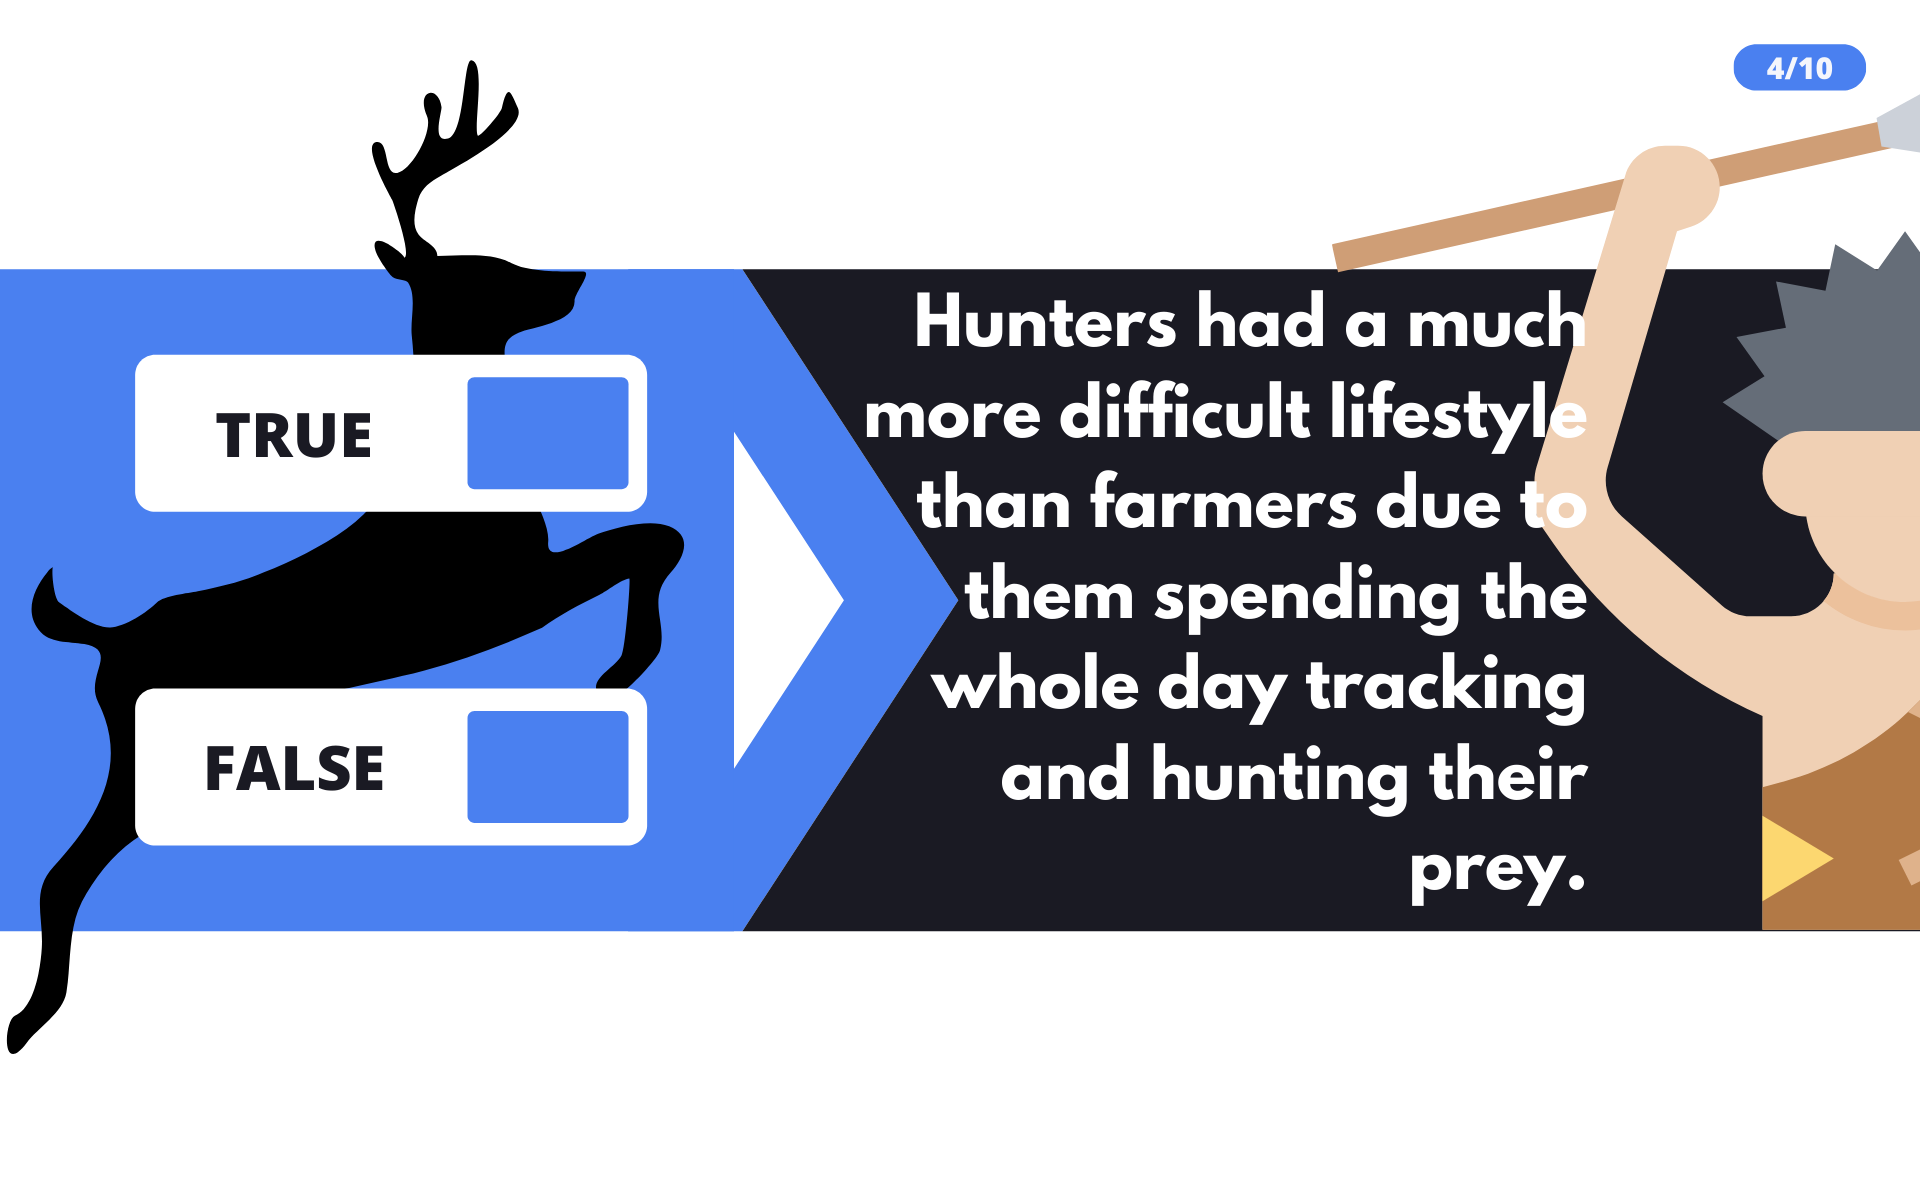 4/10
TRUE
FALSE
Hunters had a much
more difficult lifestyle
than farmers due to
them spending the
whole day tracking
and hunting their
prey.